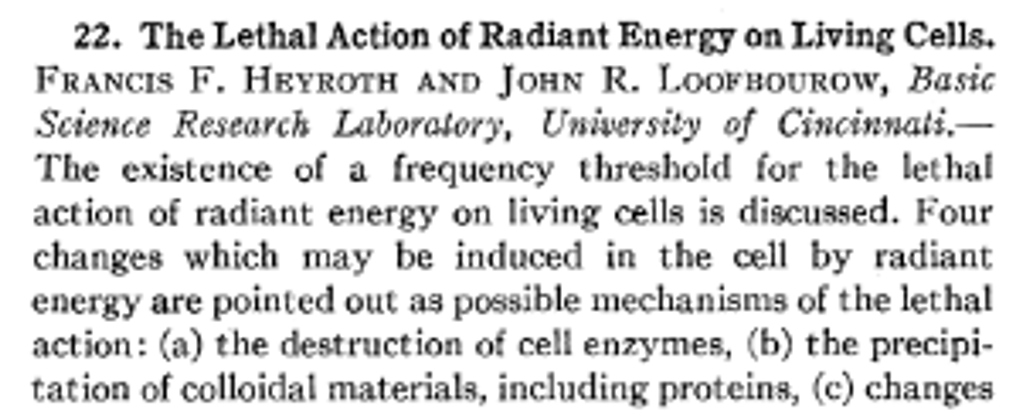 22. The Lethal Action of Radiant Energy on Living Cells.
FRANCIS F. HEYROTH AND JOHN R. LOOFBOUROW, Basic
Science Research Laboratory, University of Cincinnati.—
The existence of a frequency threshold for the lethal
action of radiant energy on living cells is discussed. Four
changes which may be induced in the cell by radiant
energy are pointed out as possible mechanisms of the lethal
action: (a) the destruction of cell enzymes, (b) the precipi-
tation of colloidal materials, including proteins, (c) changes